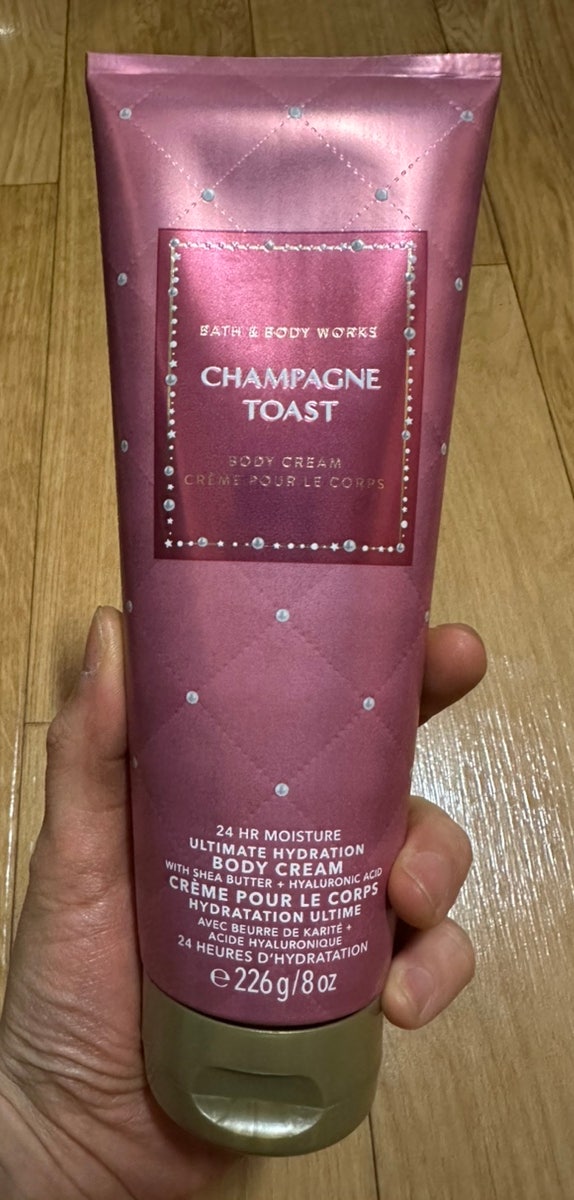 BATH & BODY WORKS
CHAMPAGNE
TOAST
BODY CREAM
CRÈME POUR LE CORPS
24 HR MOISTURE
ULTIMATE HYDRATION
BODY CREAM
WITH SHEA BUTTER + HYALURONIC ACID
CRÈME POUR LE CORPS
HYDRATATION ULTIME
AVEC BEURRE DE KARITÉ +
ACIDE HYALURONIQUE
24 HEURES D'HYDRATATION
℮ 226 g/8 oz